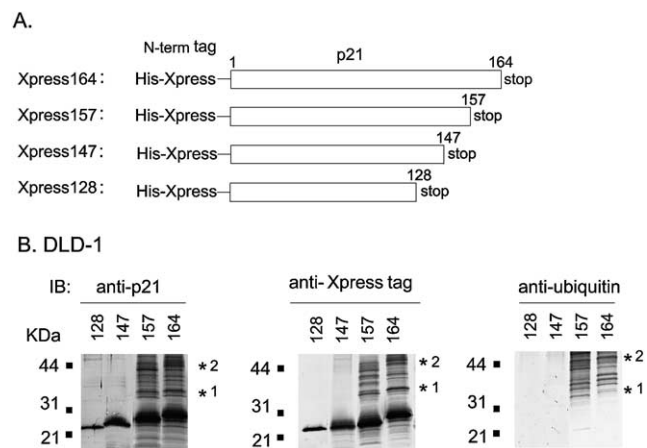 A.
N-term tag
1 p21 164
Xpress164: His-Xpress stop
157
Xpress157: His-Xpress stop
147
Xpress147: His-Xpress stop
128
Xpress128: His-Xpress stop
B. DLD-1
IB: anti-p21 anti-Xpress tag anti-ubiquitin
KDa 128 147 157 164 128 147 157 164 128 147 157 164
44 ■ * 2 44 ■ * 2 44 ■ * 2
* 1 * 1 * 1
31 ■ 31 ■ 31 ■
21 ■ 21 ■ 21 ■